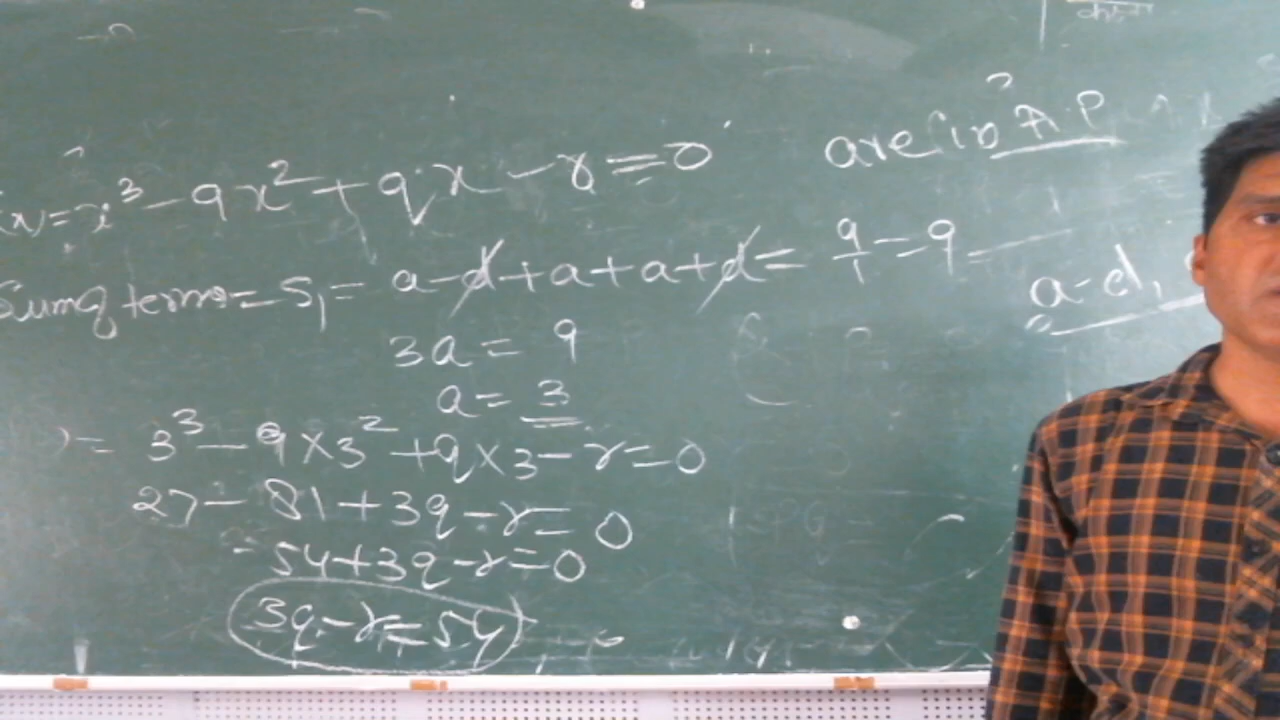 (x) = x³ - 9x² + qx - r = 0 are in A.P
Sum of terms = S₁ = a - d + a + a + d = 9/1 = 9
a-d,
3a = 9
a = 3
) = 3³ - 9×3² + q×3 - r = 0
27 - 81 + 3q - r = 0
- 54 + 3q - r = 0
3q - r = 54